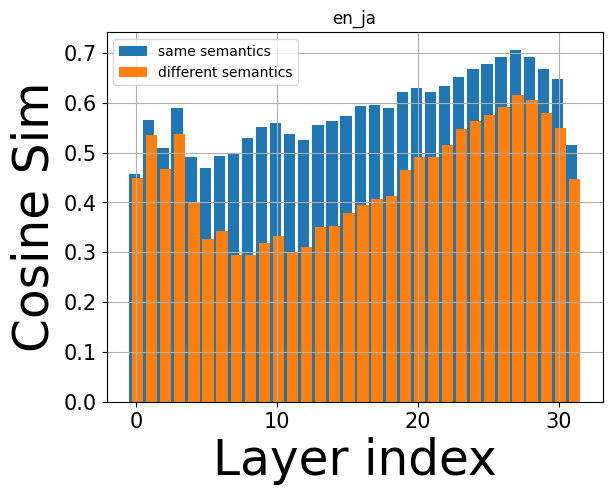 en_ja
same semantics
different semantics
Cosine Sim
0.7
0.6
0.5
0.4
0.3
0.2
0.1
0.0
0 10 20 30
Layer index